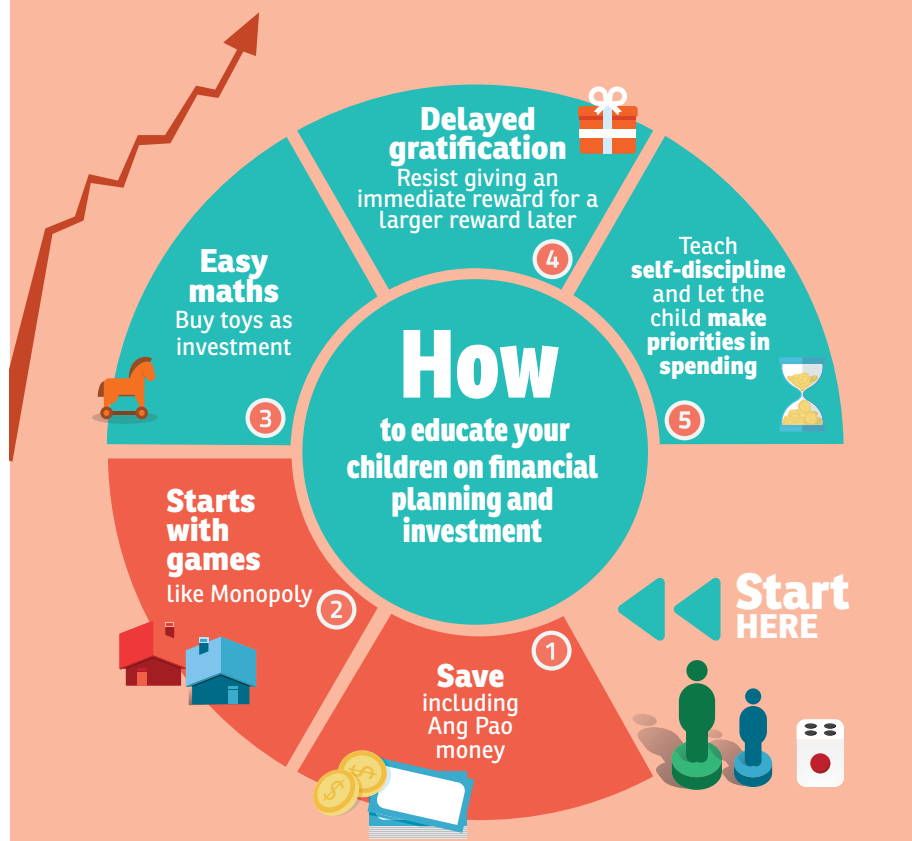 How
to educate your
children on financial
planning and
investment
Start
HERE
1
Save
including
Ang Pao
money
2
Starts
with
games
like Monopoly
3
Easy
maths
Buy toys as
investment
4
Delayed
gratification
Resist giving an
immediate reward for a
larger reward later
5
Teach
self-discipline
and let the
child make
priorities in
spending